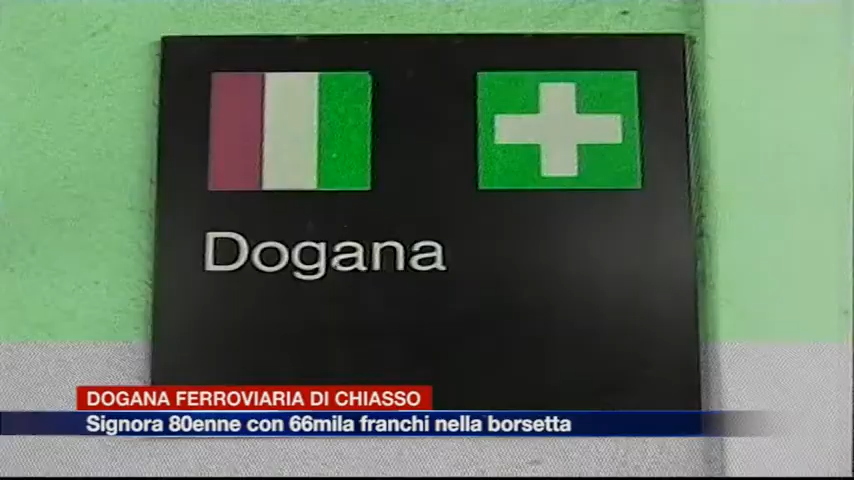 Dogana
DOGANA FERROVIARIA DI CHIASSO
Signora 80enne con 66mila franchi nella borsetta